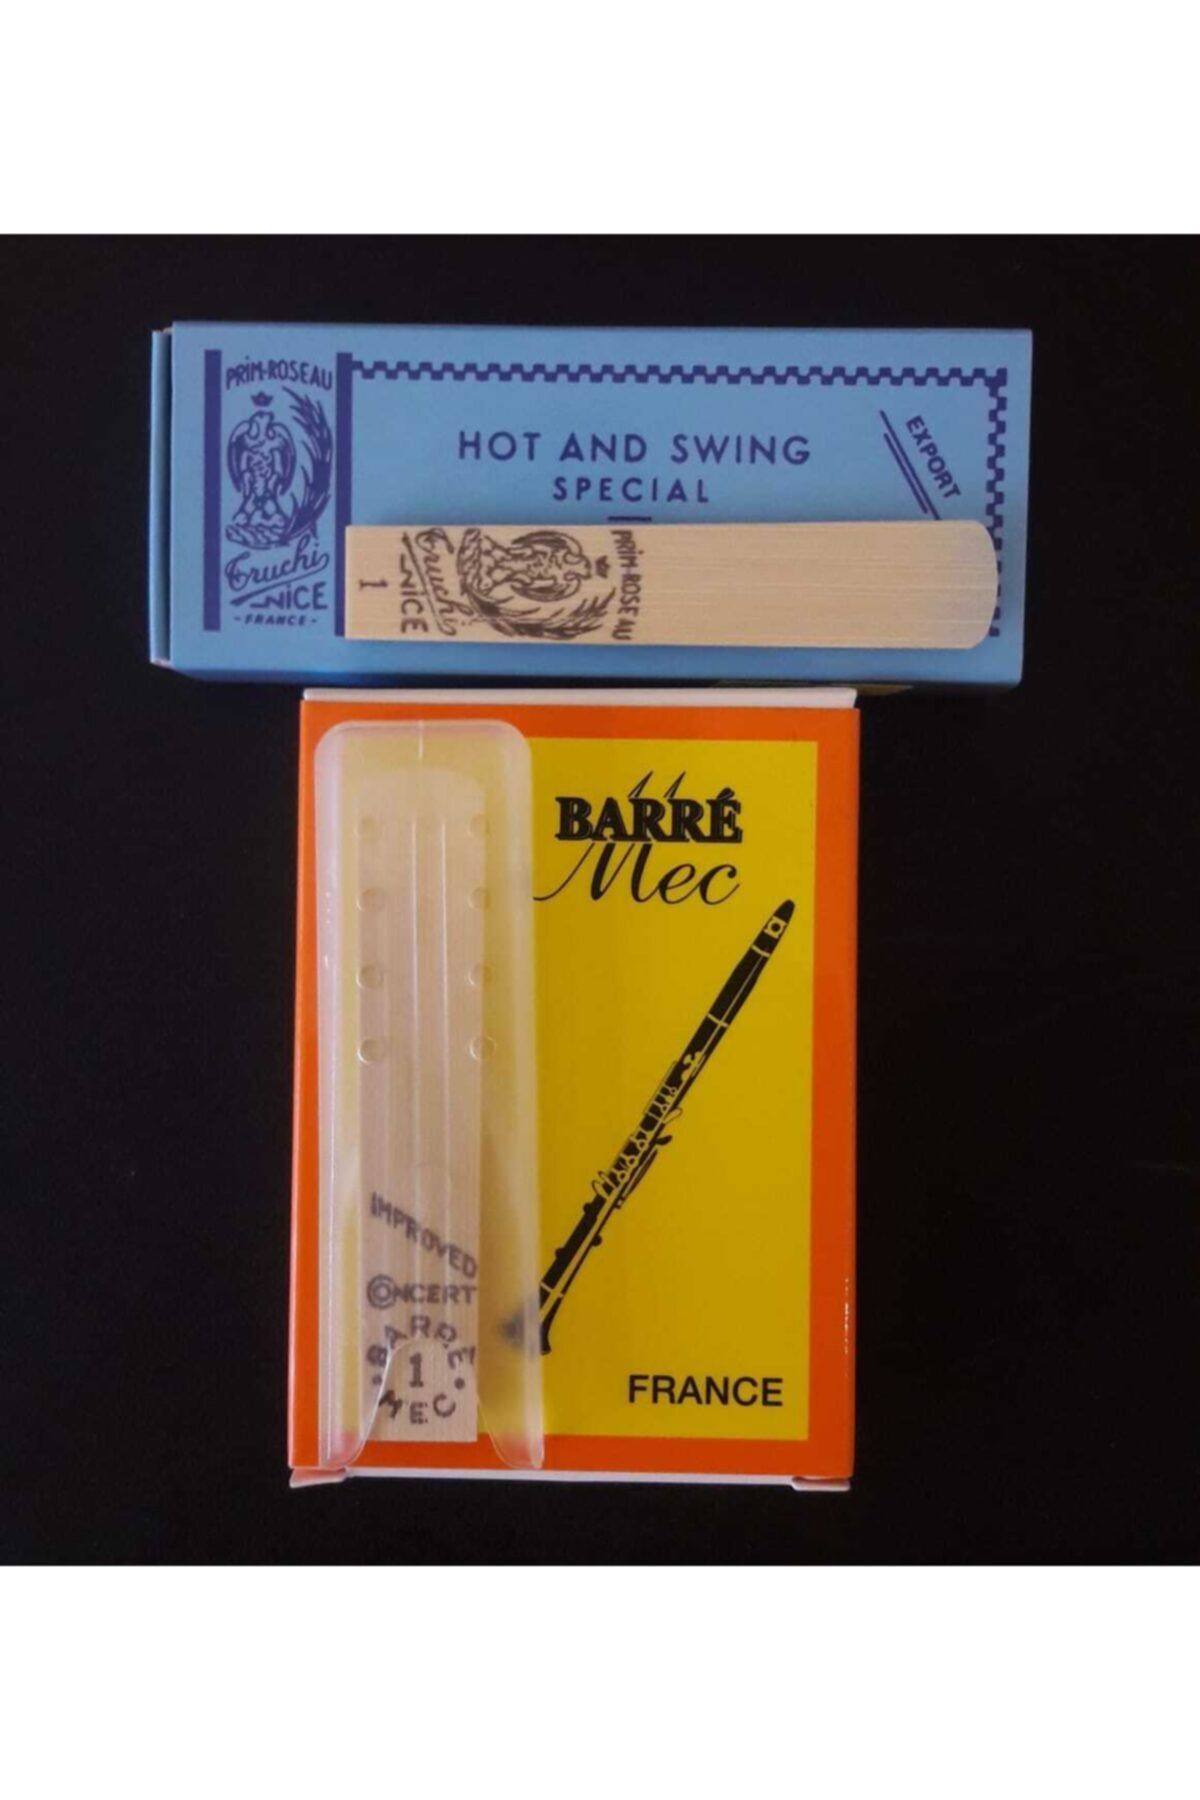 PRIM-ROSEAU
Truchi
NICE
-FRANCE-
HOT AND SWING
SPECIAL
EXPORT
1
Truchi
NICE
PRIM-ROSEAU
BARRÉ
Mec
FRANCE
IMPROVED
CONCERT
BARRÉ
1
MEC